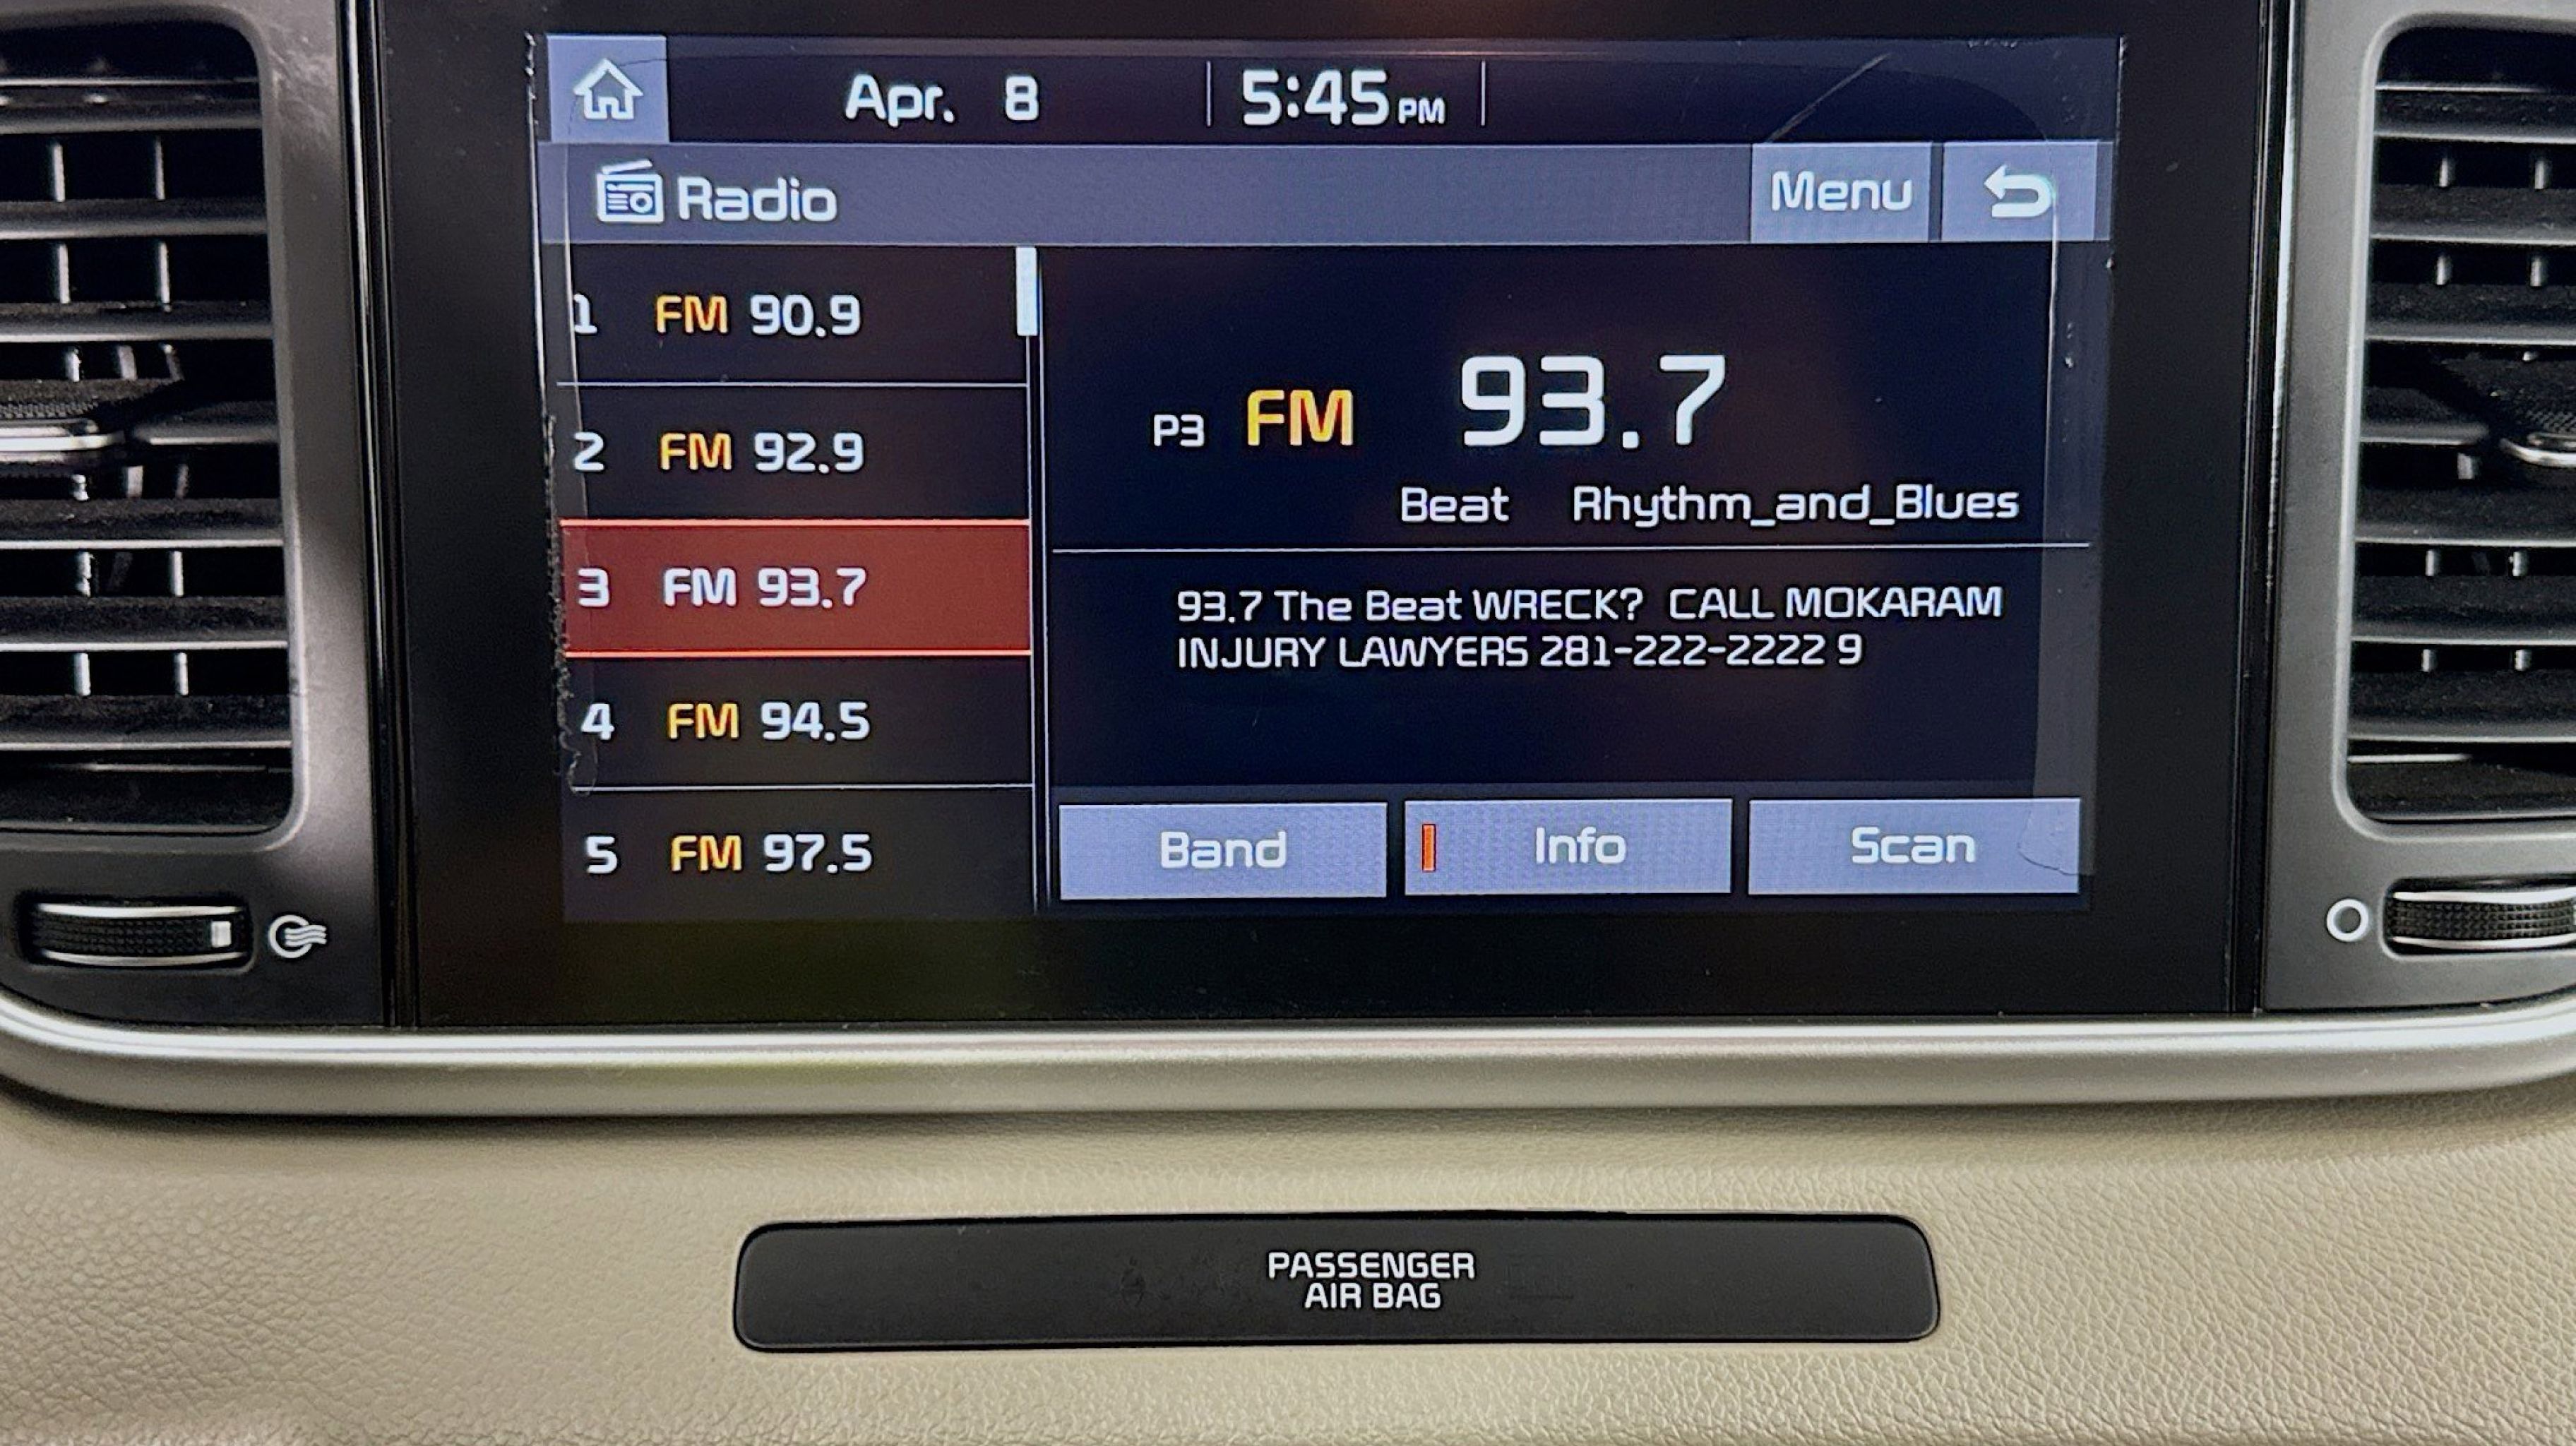 Apr. 8 5:45 PM
Radio Menu
1 FM 90.9
2 FM 92.9
3 FM 93.7
4 FM 94.5
5 FM 97.5
P3 FM 93.7
Beat Rhythm_and_Blues
93.7 The Beat WRECK? CALL MOKARAM
INJURY LAWYERS 281-222-2222 9
Band Info Scan
PASSENGER
AIR BAG